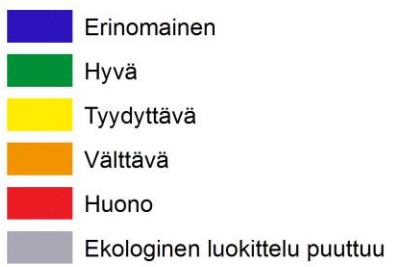 Erinomainen
Hyvä
Tyydyttävä
Välttävä
Huono
Ekologinen luokittelu puuttuu